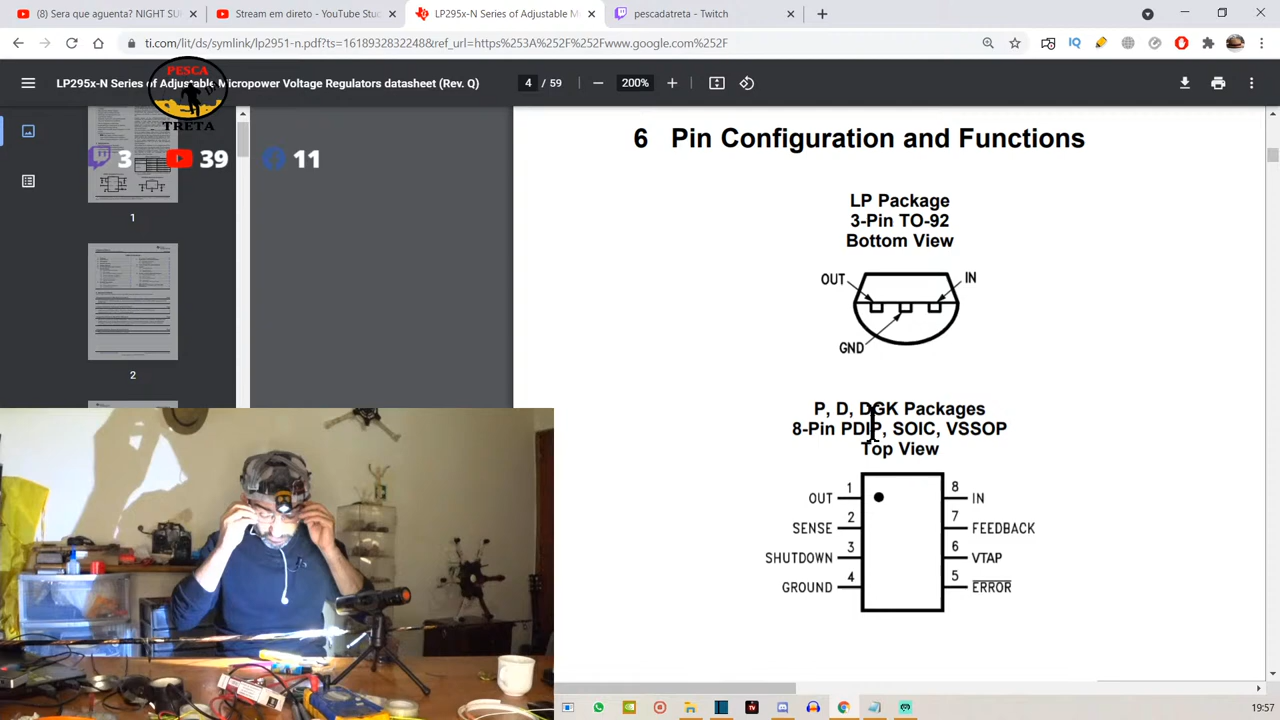 (8) Será que aguenta? NIGHT SU
Stream em direto - YouTube Stu
LP295x-N Series of Adjustable M
pescadatreta - Twitch
ti.com/lit/ds/symlink/lp2951-n.pdf?ts=1618932832248&ref_url=https%253A%252F%252Fwww.google.com%252F
LP295x-N Series of Adjustable Micropower Voltage Regulators datasheet (Rev. Q)
4 / 59
200%
PESCA
TRETA
3 39 11
1
2
6 Pin Configuration and Functions
LP Package
3-Pin TO-92
Bottom View
OUT
IN
GND
P, D, DGK Packages
8-Pin PDIP, SOIC, VSSOP
Top View
1
8
OUT
IN
2
7
SENSE
FEEDBACK
3
6
SHUTDOWN
VTAP
4
5
GROUND
ERROR
19:57